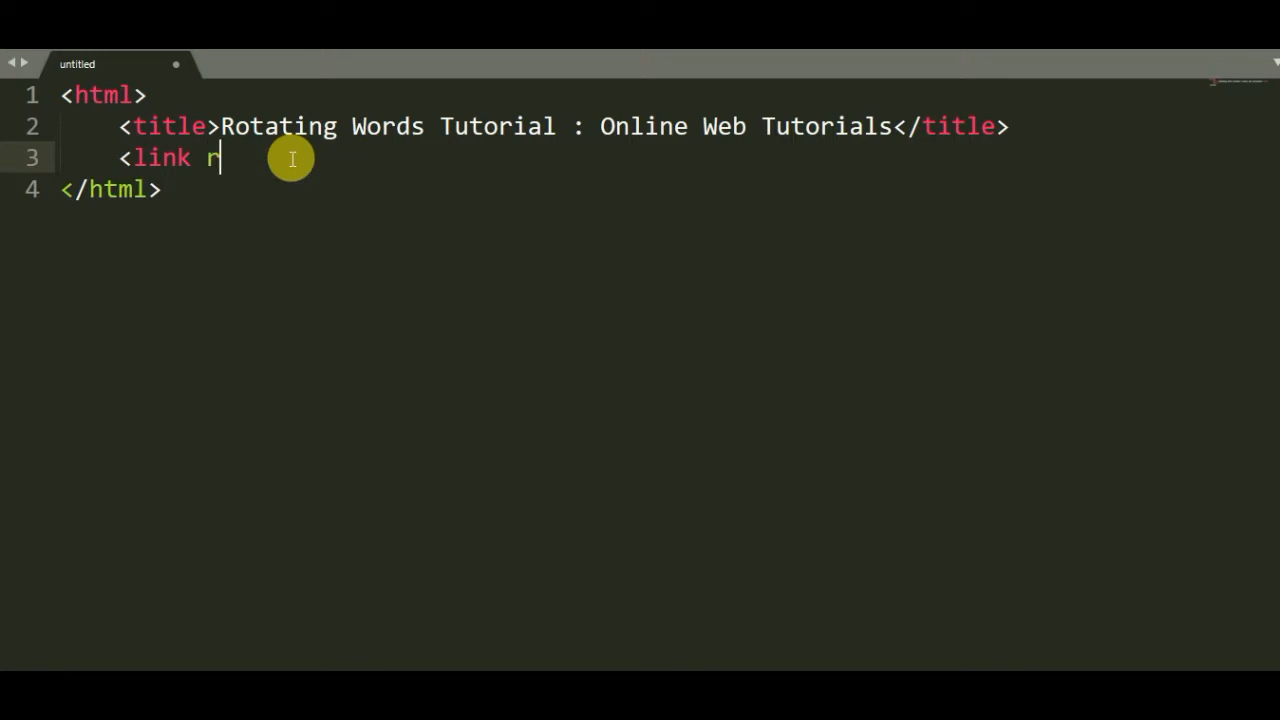 untitled
1 <html>
2 <title>Rotating Words Tutorial : Online Web Tutorials</title>
3 <link r
4 </html>